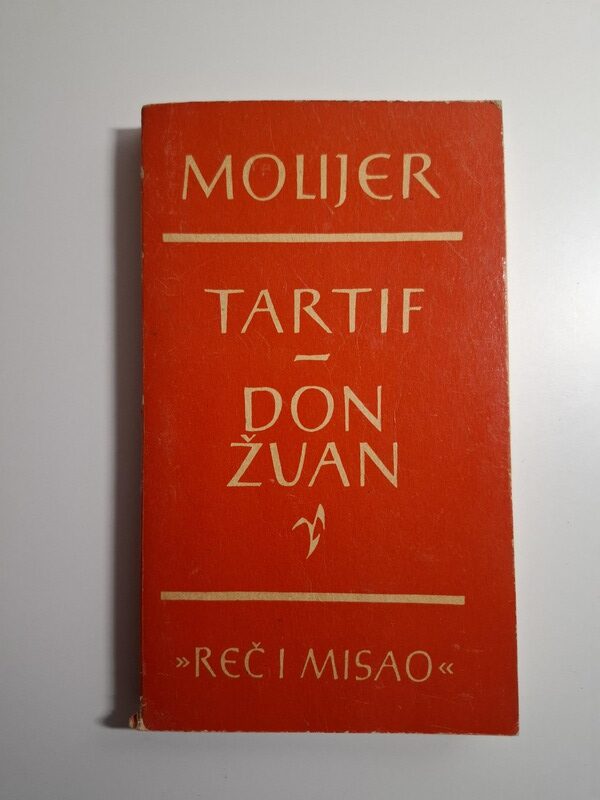 MOLIJER
TARTIF
–
DON
ŽUAN
»REČ I MISAO«